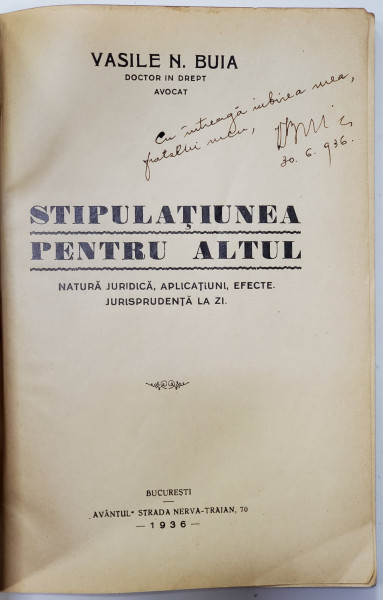 VASILE N. BUIA
DOCTOR IN DREPT
AVOCAT
Cu întreagă iubirea mea,
fratelui meu,
30. 6. 936.
STIPULAȚIUNEA
PENTRU ALTUL
NATURĂ JURIDICĂ, APLICAȚIUNI, EFECTE.
JURISPRUDENȚĂ LA ZI.
BUCUREȘTI
„AVÂNTUL" STRADA NERVA-TRAIAN, 70
— 1936 —